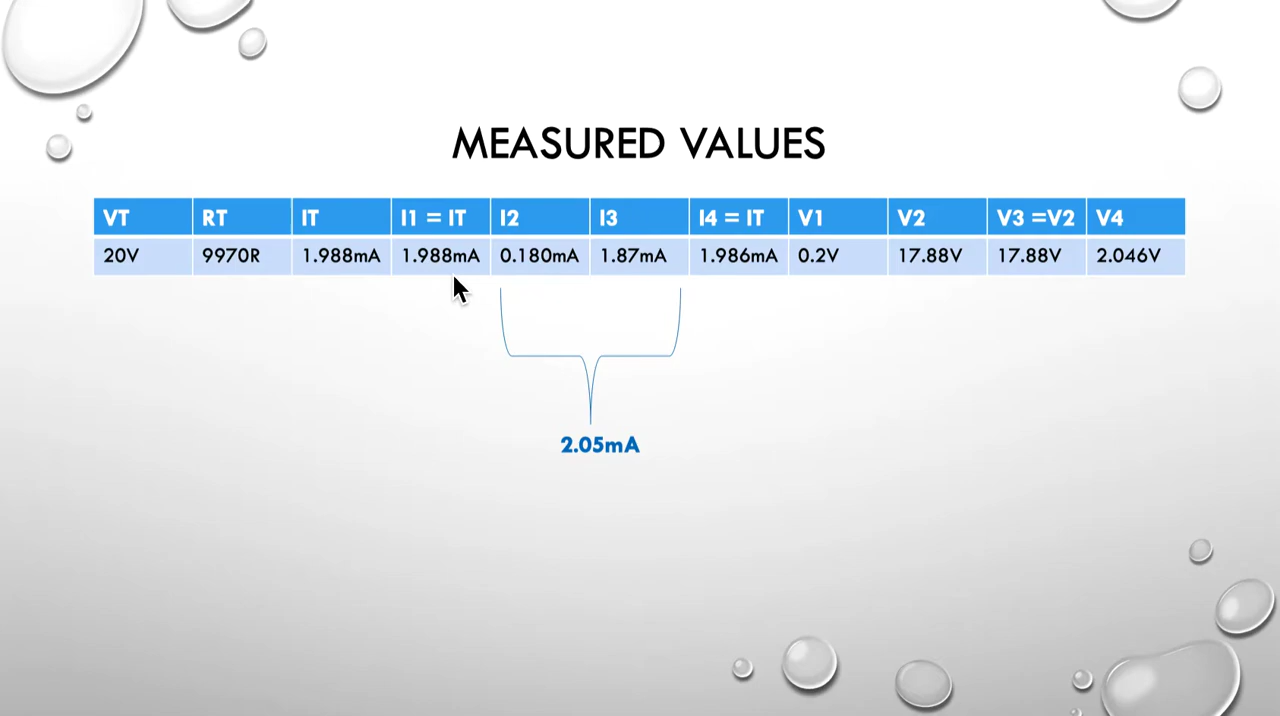 MEASURED VALUES
VT RT IT I1 = IT I2 I3 I4 = IT V1 V2 V3 =V2 V4
20V 9970R 1.988mA 1.988mA 0.180mA 1.87mA 1.986mA 0.2V 17.88V 17.88V 2.046V
2.05mA